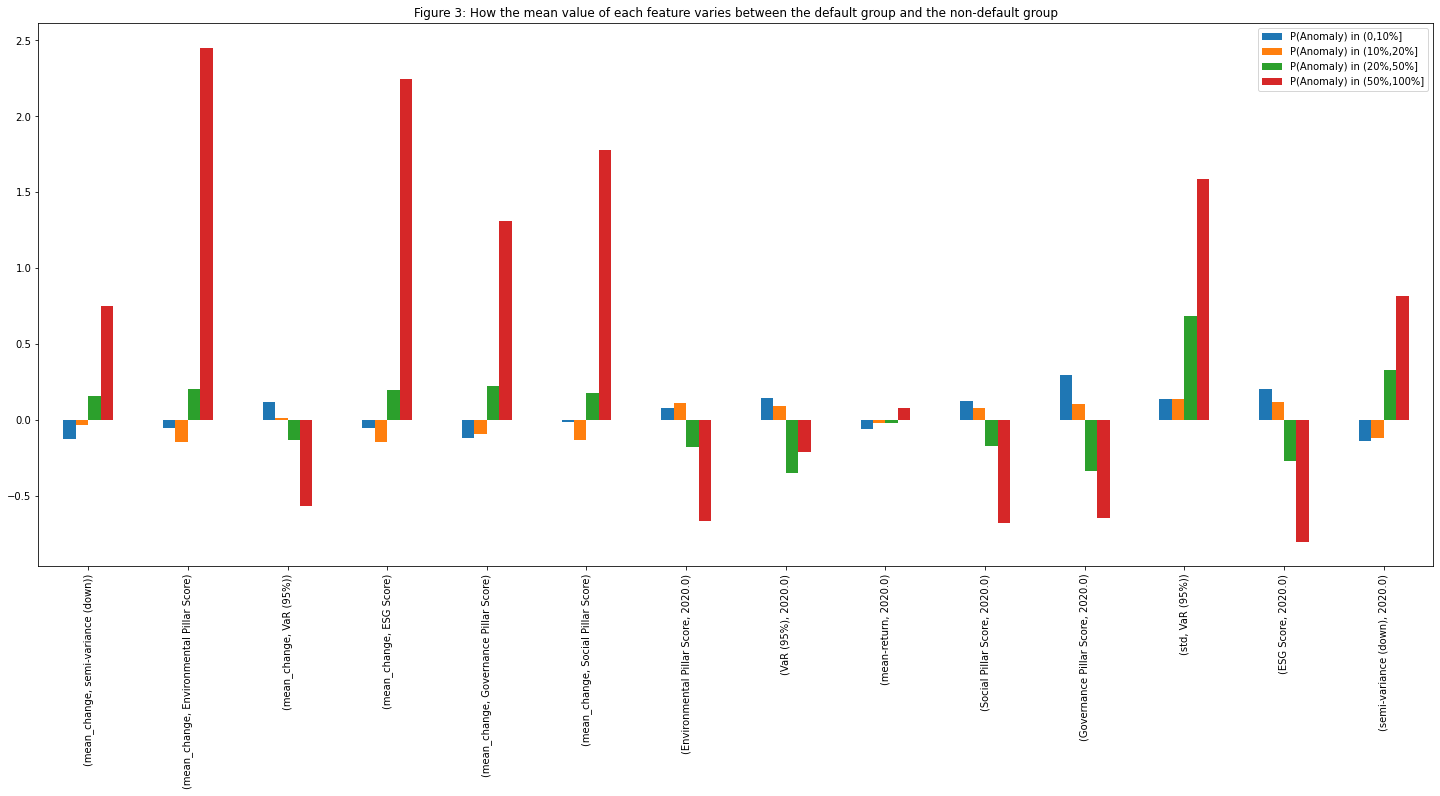 Figure 3: How the mean value of each feature varies between the default group and the non-default group
P(Anomaly) in (0,10%]
P(Anomaly) in (10%,20%]
P(Anomaly) in (20%,50%]
P(Anomaly) in (50%,100%]
2.5
2.0
1.5
1.0
0.5
0.0
−0.5
(mean_change, semi-variance (down))
(mean_change, Environmental Pillar Score)
(mean_change, VaR (95%))
(mean_change, ESG Score)
(mean_change, Governance Pillar Score)
(mean_change, Social Pillar Score)
(Environmental Pillar Score, 2020.0)
(VaR (95%), 2020.0)
(mean-return, 2020.0)
(Social Pillar Score, 2020.0)
(Governance Pillar Score, 2020.0)
(std, VaR (95%))
(ESG Score, 2020.0)
(semi-variance (down), 2020.0)